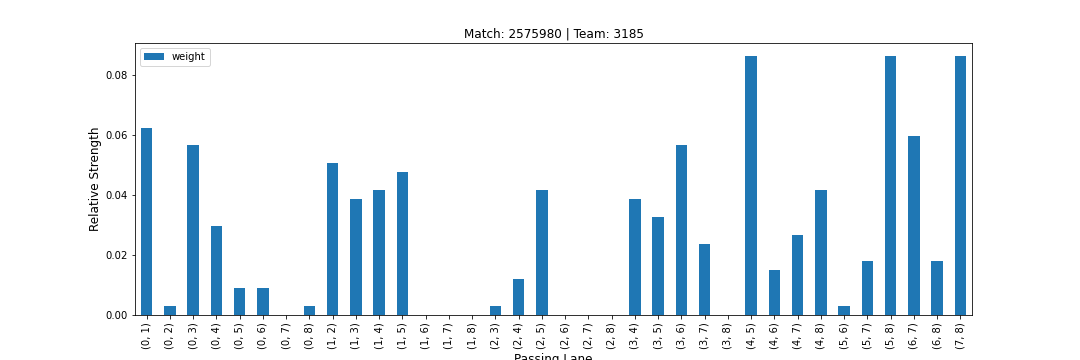 Match: 2575980 | Team: 3185
weight
Relative Strength
0.08
0.06
0.04
0.02
0.00
(0, 1) (0, 2) (0, 3) (0, 4) (0, 5) (0, 6) (0, 7) (0, 8) (1, 2) (1, 3) (1, 4) (1, 5) (1, 6) (1, 7) (1, 8) (2, 3) (2, 4) (2, 5) (2, 6) (2, 7) (2, 8) (3, 4) (3, 5) (3, 6) (3, 7) (3, 8) (4, 5) (4, 6) (4, 7) (4, 8) (5, 6) (5, 7) (5, 8) (6, 7) (6, 8) (7, 8)
Passing Lane